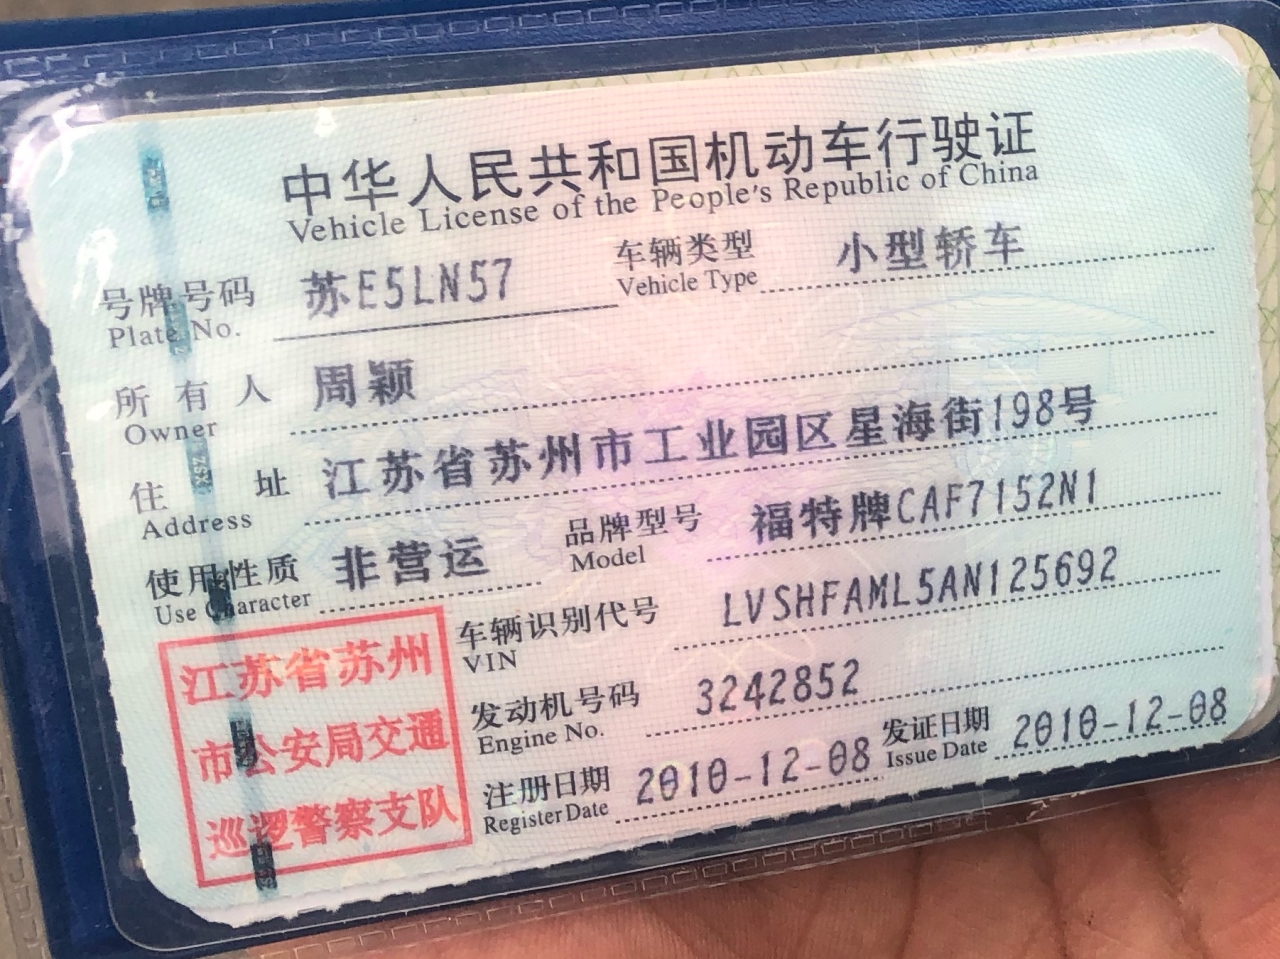 中华人民共和国机动车行驶证
Vehicle License of the People's Republic of China
号牌号码 苏E5LN57 车辆类型 小型轿车
Plate No. Vehicle Type
所有人 周颖
Owner
住址 江苏省苏州市工业园区星海街198号
Address
使用性质 非营运 品牌型号 福特牌CAF7152N1
Use Character Model
车辆识别代号 LVSHFAML5AN125692
VIN
发动机号码 3242852
Engine No.
注册日期 2010-12-08 发证日期 2010-12-08
Register Date Issue Date
江苏省苏州
市公安局交通
巡逻警察支队